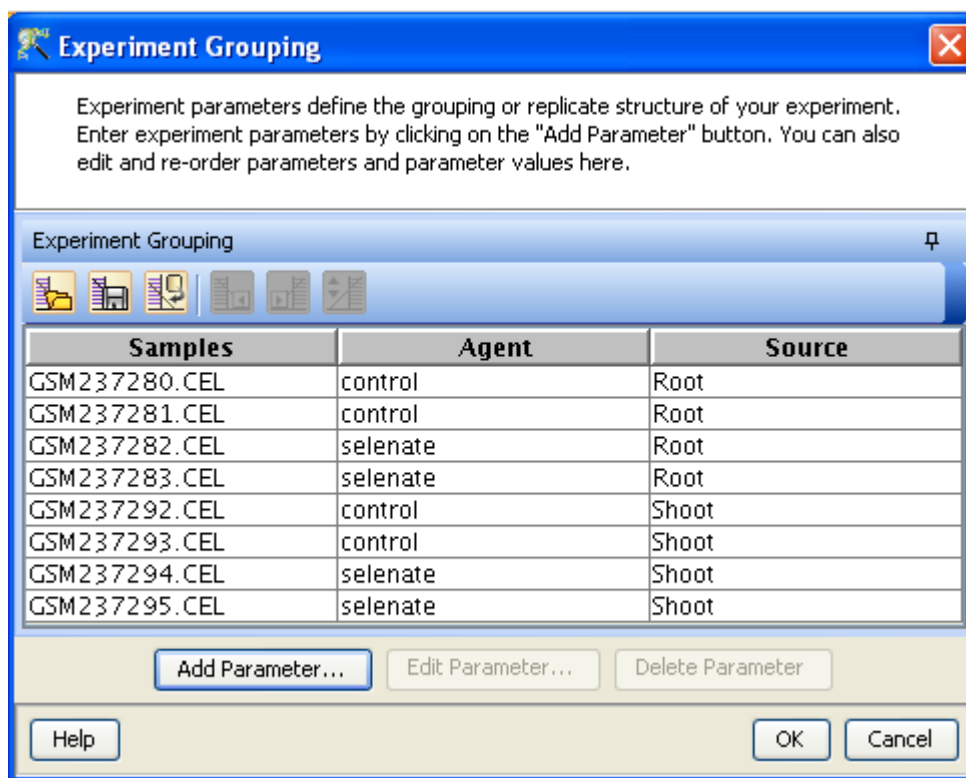 Experiment Grouping
Experiment parameters define the grouping or replicate structure of your experiment.
Enter experiment parameters by clicking on the "Add Parameter" button. You can also
edit and re-order parameters and parameter values here.
Experiment Grouping
Samples Agent Source
GSM237280.CEL control Root
GSM237281.CEL control Root
GSM237282.CEL selenate Root
GSM237283.CEL selenate Root
GSM237292.CEL control Shoot
GSM237293.CEL control Shoot
GSM237294.CEL selenate Shoot
GSM237295.CEL selenate Shoot
Add Parameter... Edit Parameter... Delete Parameter
Help OK Cancel